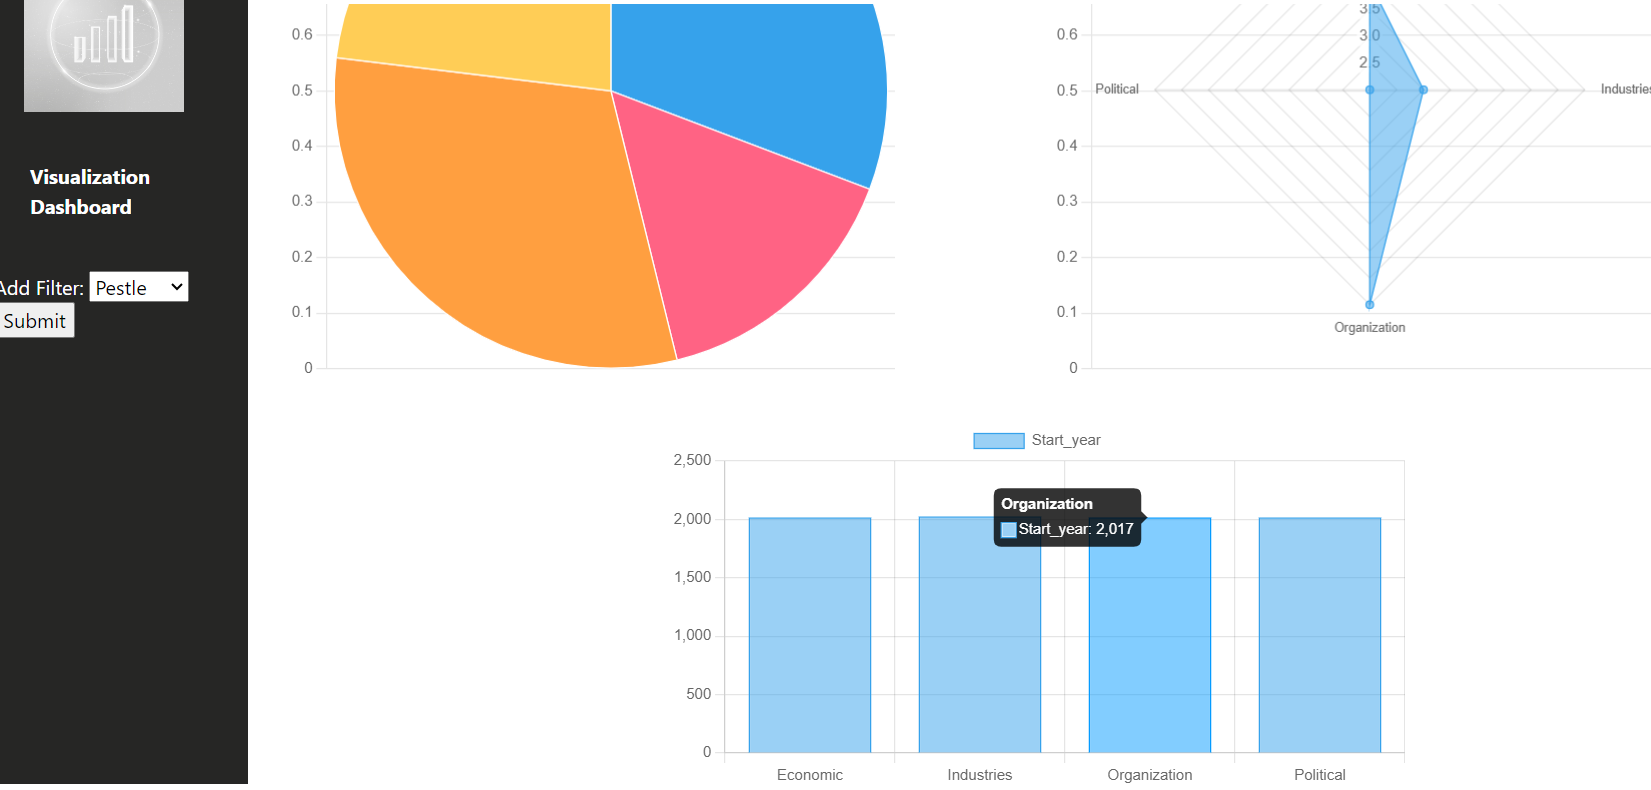 Visualization
Dashboard
Add Filter: Pestle
Submit
0.6
0.5
0.4
0.3
0.2
0.1
0
0.6
0.5
0.4
0.3
0.2
0.1
0
3.5
3.0
2.5
Political
Industries
Organization
Start_year
2,500
2,000
1,500
1,000
500
0
Organization
Start_year: 2,017
Economic Industries Organization Political